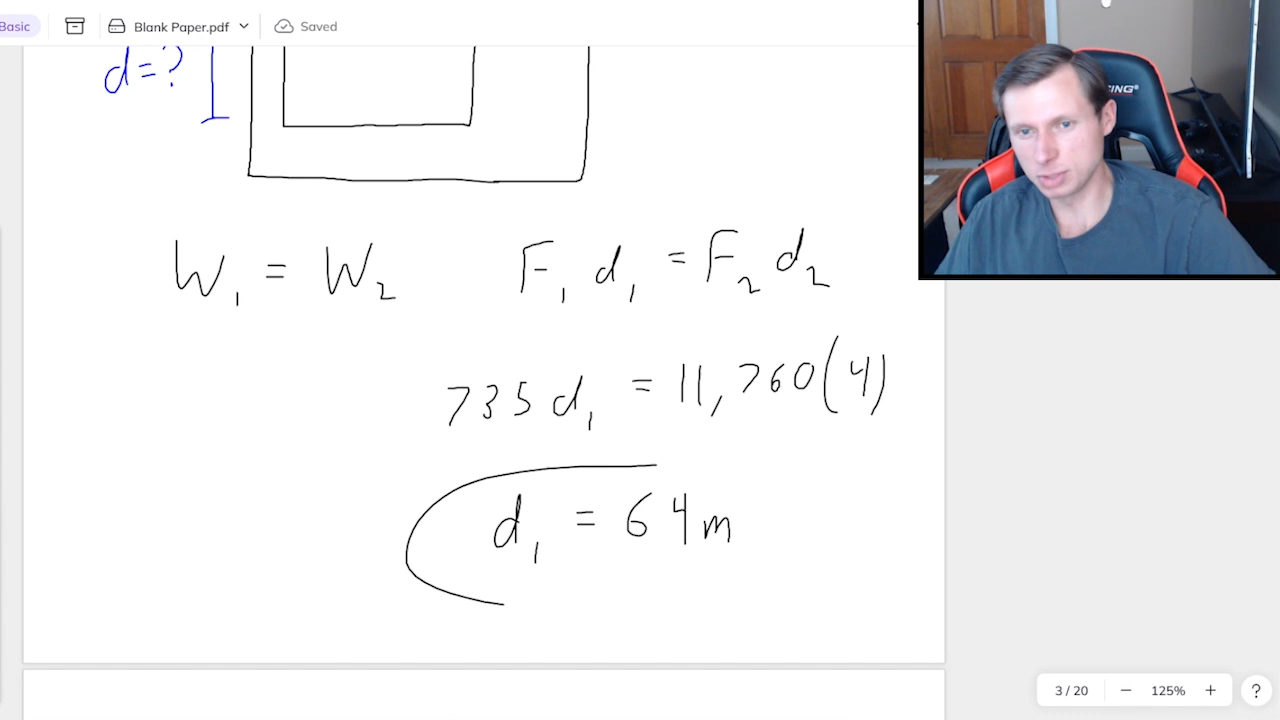 Basic Blank Paper.pdf Saved
d=?
W₁ = W₂ F₁ d₁ = F₂ d₂
735 d₁ = 11,760(4)
d₁ = 64m
3 / 20 − 125% + ?